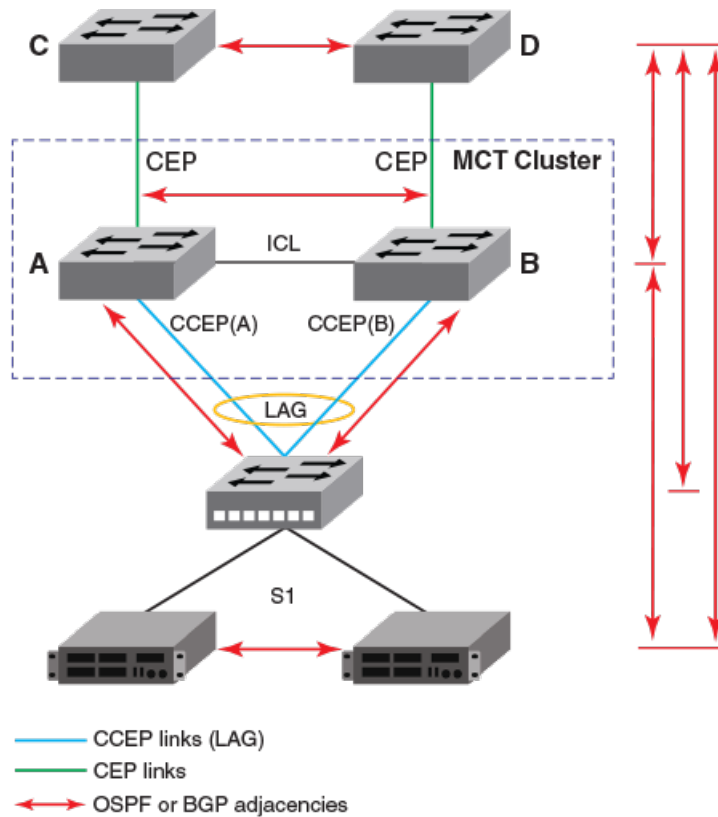 C
D
CEP
CEP
MCT Cluster
A
ICL
B
CCEP(A)
CCEP(B)
LAG
S1
CCEP links (LAG)
CEP links
OSPF or BGP adjacencies